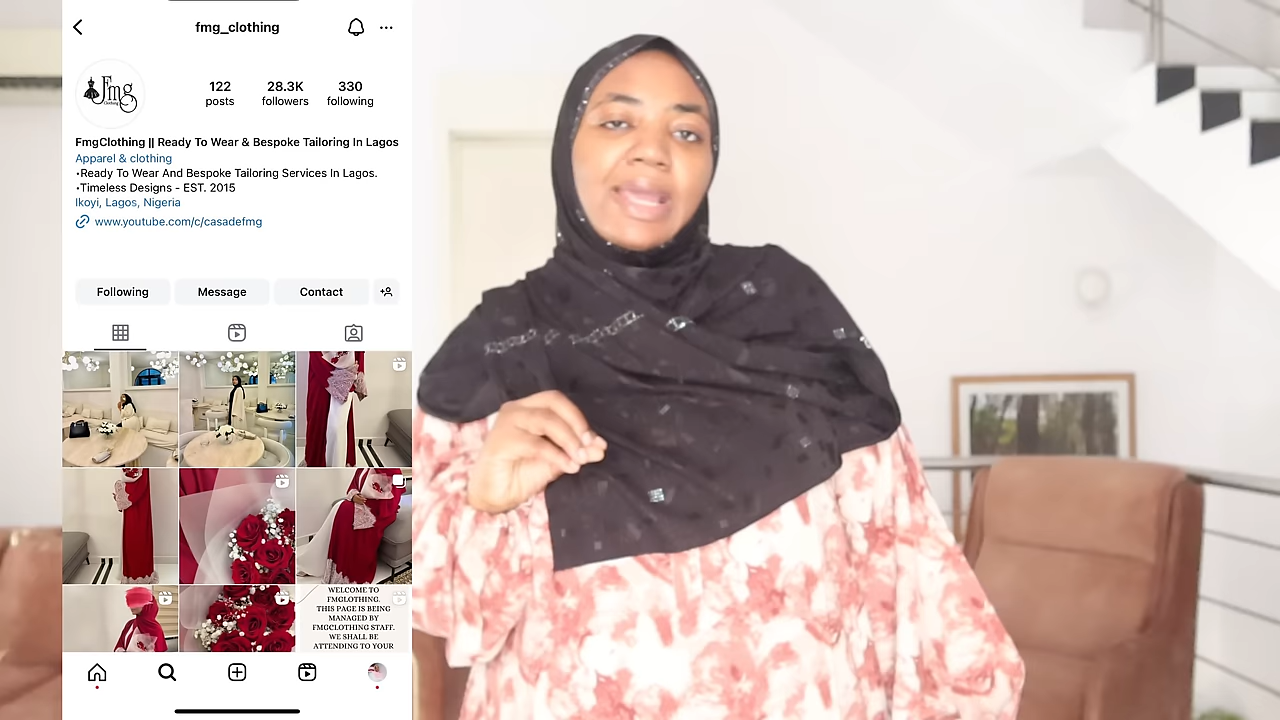 fmg_clothing
Fmg
Clothing
122
posts
28.3K
followers
330
following
FmgClothing || Ready To Wear & Bespoke Tailoring In Lagos
Apparel & clothing
•Ready To Wear And Bespoke Tailoring Services In Lagos.
•Timeless Designs - EST. 2015
Ikoyi, Lagos, Nigeria
www.youtube.com/c/casadefmg
Following
Message
Contact
WELCOME TO
FMGLOTHING.
THIS PAGE IS BEING
MANAGED BY
FMGCLOTHING STAFF.
WE SHALL BE
ATTENDING TO YOUR